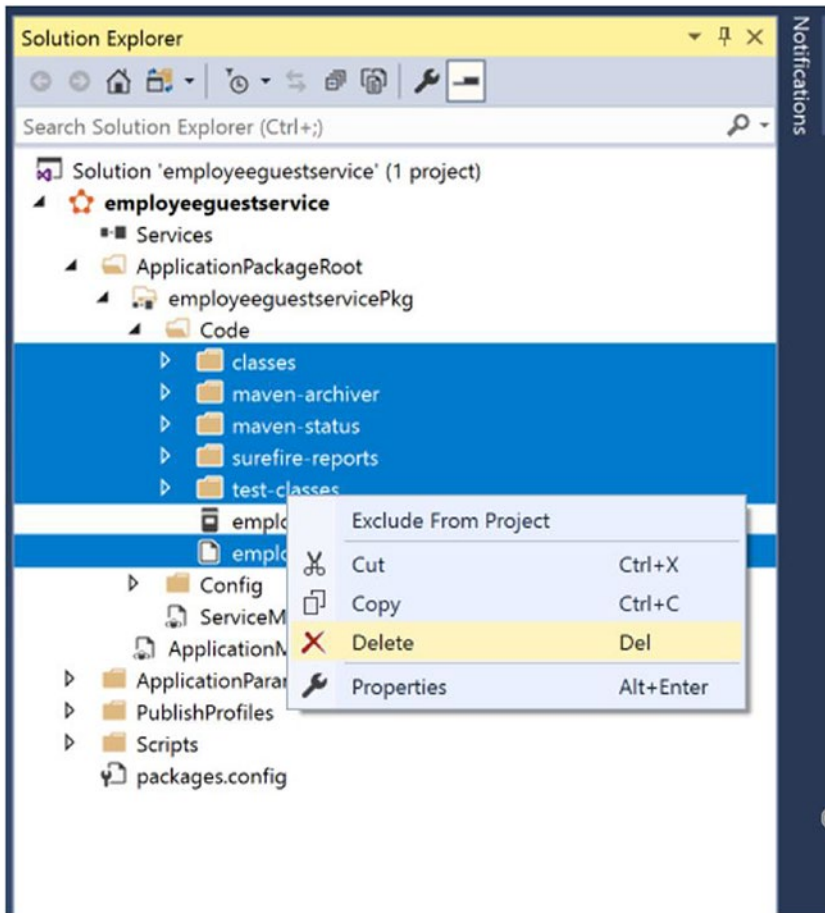 Solution Explorer
Notifications
Search Solution Explorer (Ctrl+;)
Solution 'employeeguestservice' (1 project)
employeeguestservice
Services
ApplicationPackageRoot
employeeguestservicePkg
Code
classes
maven-archiver
maven-status
surefire-reports
test-classes
Exclude From Project
Cut Ctrl+X
Config
Copy Ctrl+C
Delete Del
Properties Alt+Enter
PublishProfiles
Scripts
packages.config